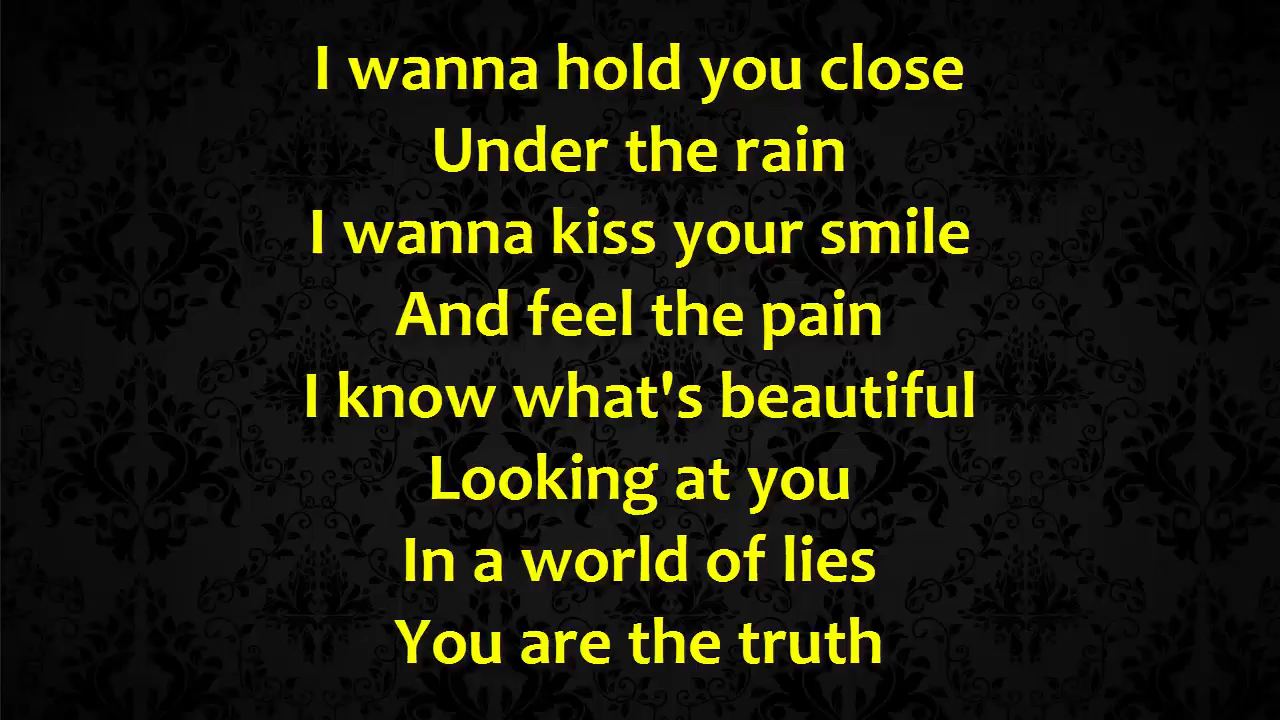 I wanna hold you close
Under the rain
I wanna kiss your smile
And feel the pain
I know what's beautiful
Looking at you
In a world of lies
You are the truth